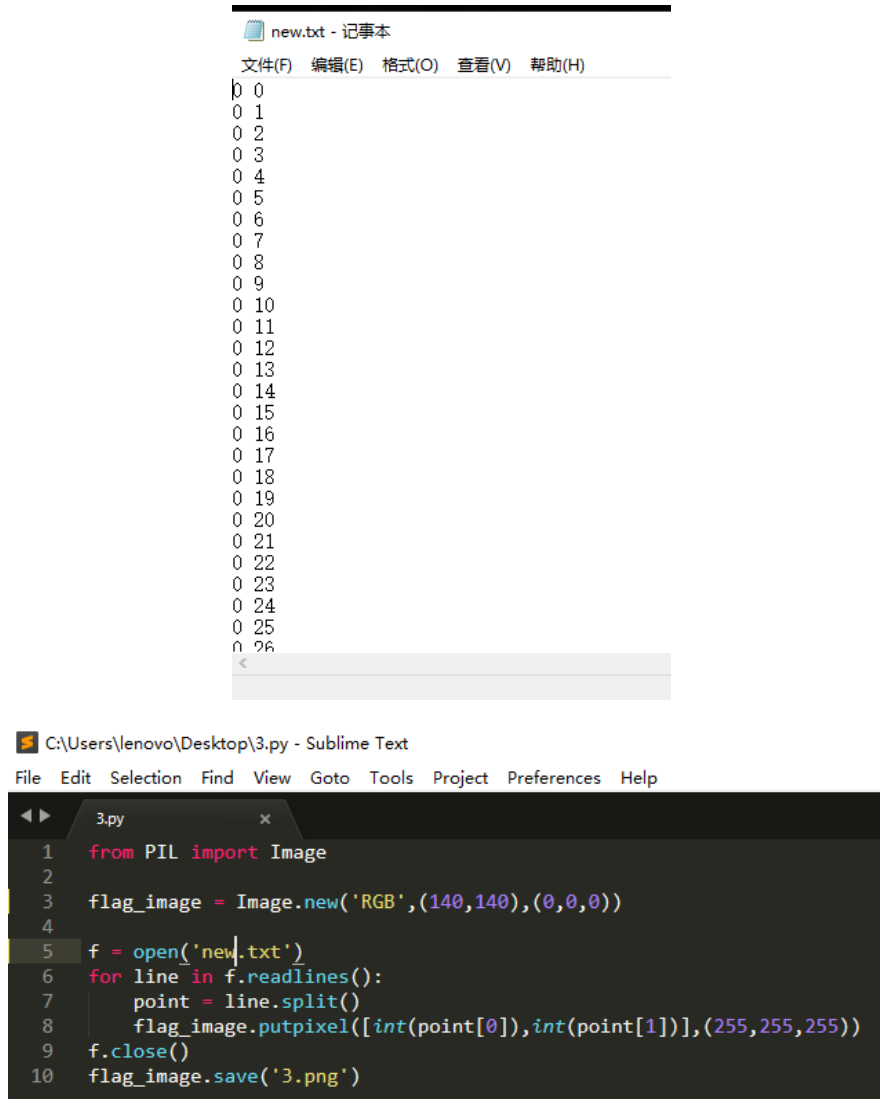 new.txt - 记事本
文件(F) 编辑(E) 格式(O) 查看(V) 帮助(H)
0 0
0 1
0 2
0 3
0 4
0 5
0 6
0 7
0 8
0 9
0 10
0 11
0 12
0 13
0 14
0 15
0 16
0 17
0 18
0 19
0 20
0 21
0 22
0 23
0 24
0 25
0 26
C:\Users\lenovo\Desktop\3.py - Sublime Text
File Edit Selection Find View Goto Tools Project Preferences Help
3.py ×
1 from PIL import Image
2
3 flag_image = Image.new('RGB',(140,140),(0,0,0))
4
5 f = open('new.txt')
6 for line in f.readlines():
7     point = line.split()
8     flag_image.putpixel([int(point[0]),int(point[1])],(255,255,255))
9 f.close()
10 flag_image.save('3.png')